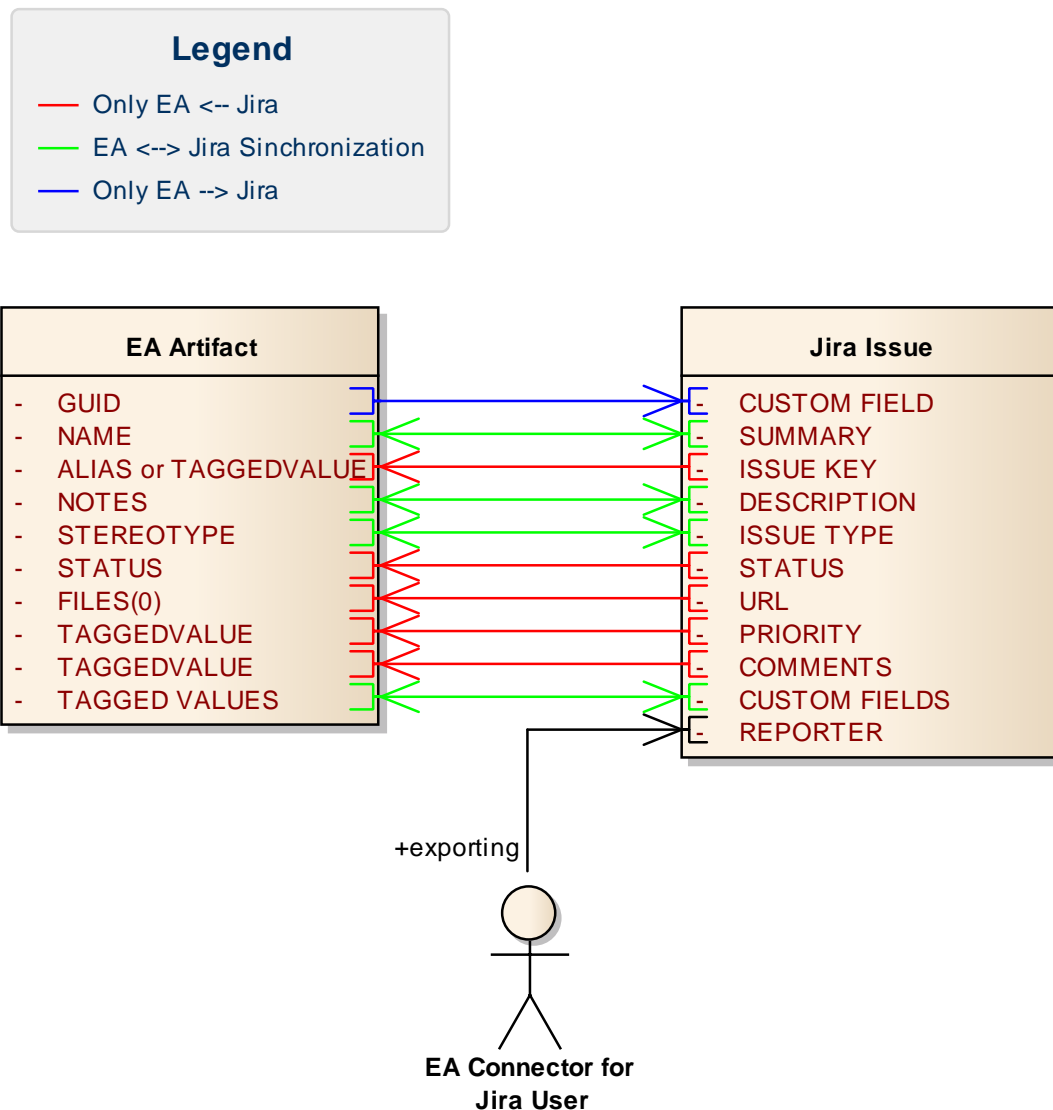 Legend
Only EA <-- Jira
EA <--> Jira Sinchronization
Only EA --> Jira
EA Artifact
- GUID
- NAME
- ALIAS or TAGGEDVALUE
- NOTES
- STEREOTYPE
- STATUS
- FILES(0)
- TAGGEDVALUE
- TAGGEDVALUE
- TAGGED VALUES
Jira Issue
- CUSTOM FIELD
- SUMMARY
- ISSUE KEY
- DESCRIPTION
- ISSUE TYPE
- STATUS
- URL
- PRIORITY
- COMMENTS
- CUSTOM FIELDS
- REPORTER
+exporting
EA Connector for
Jira User